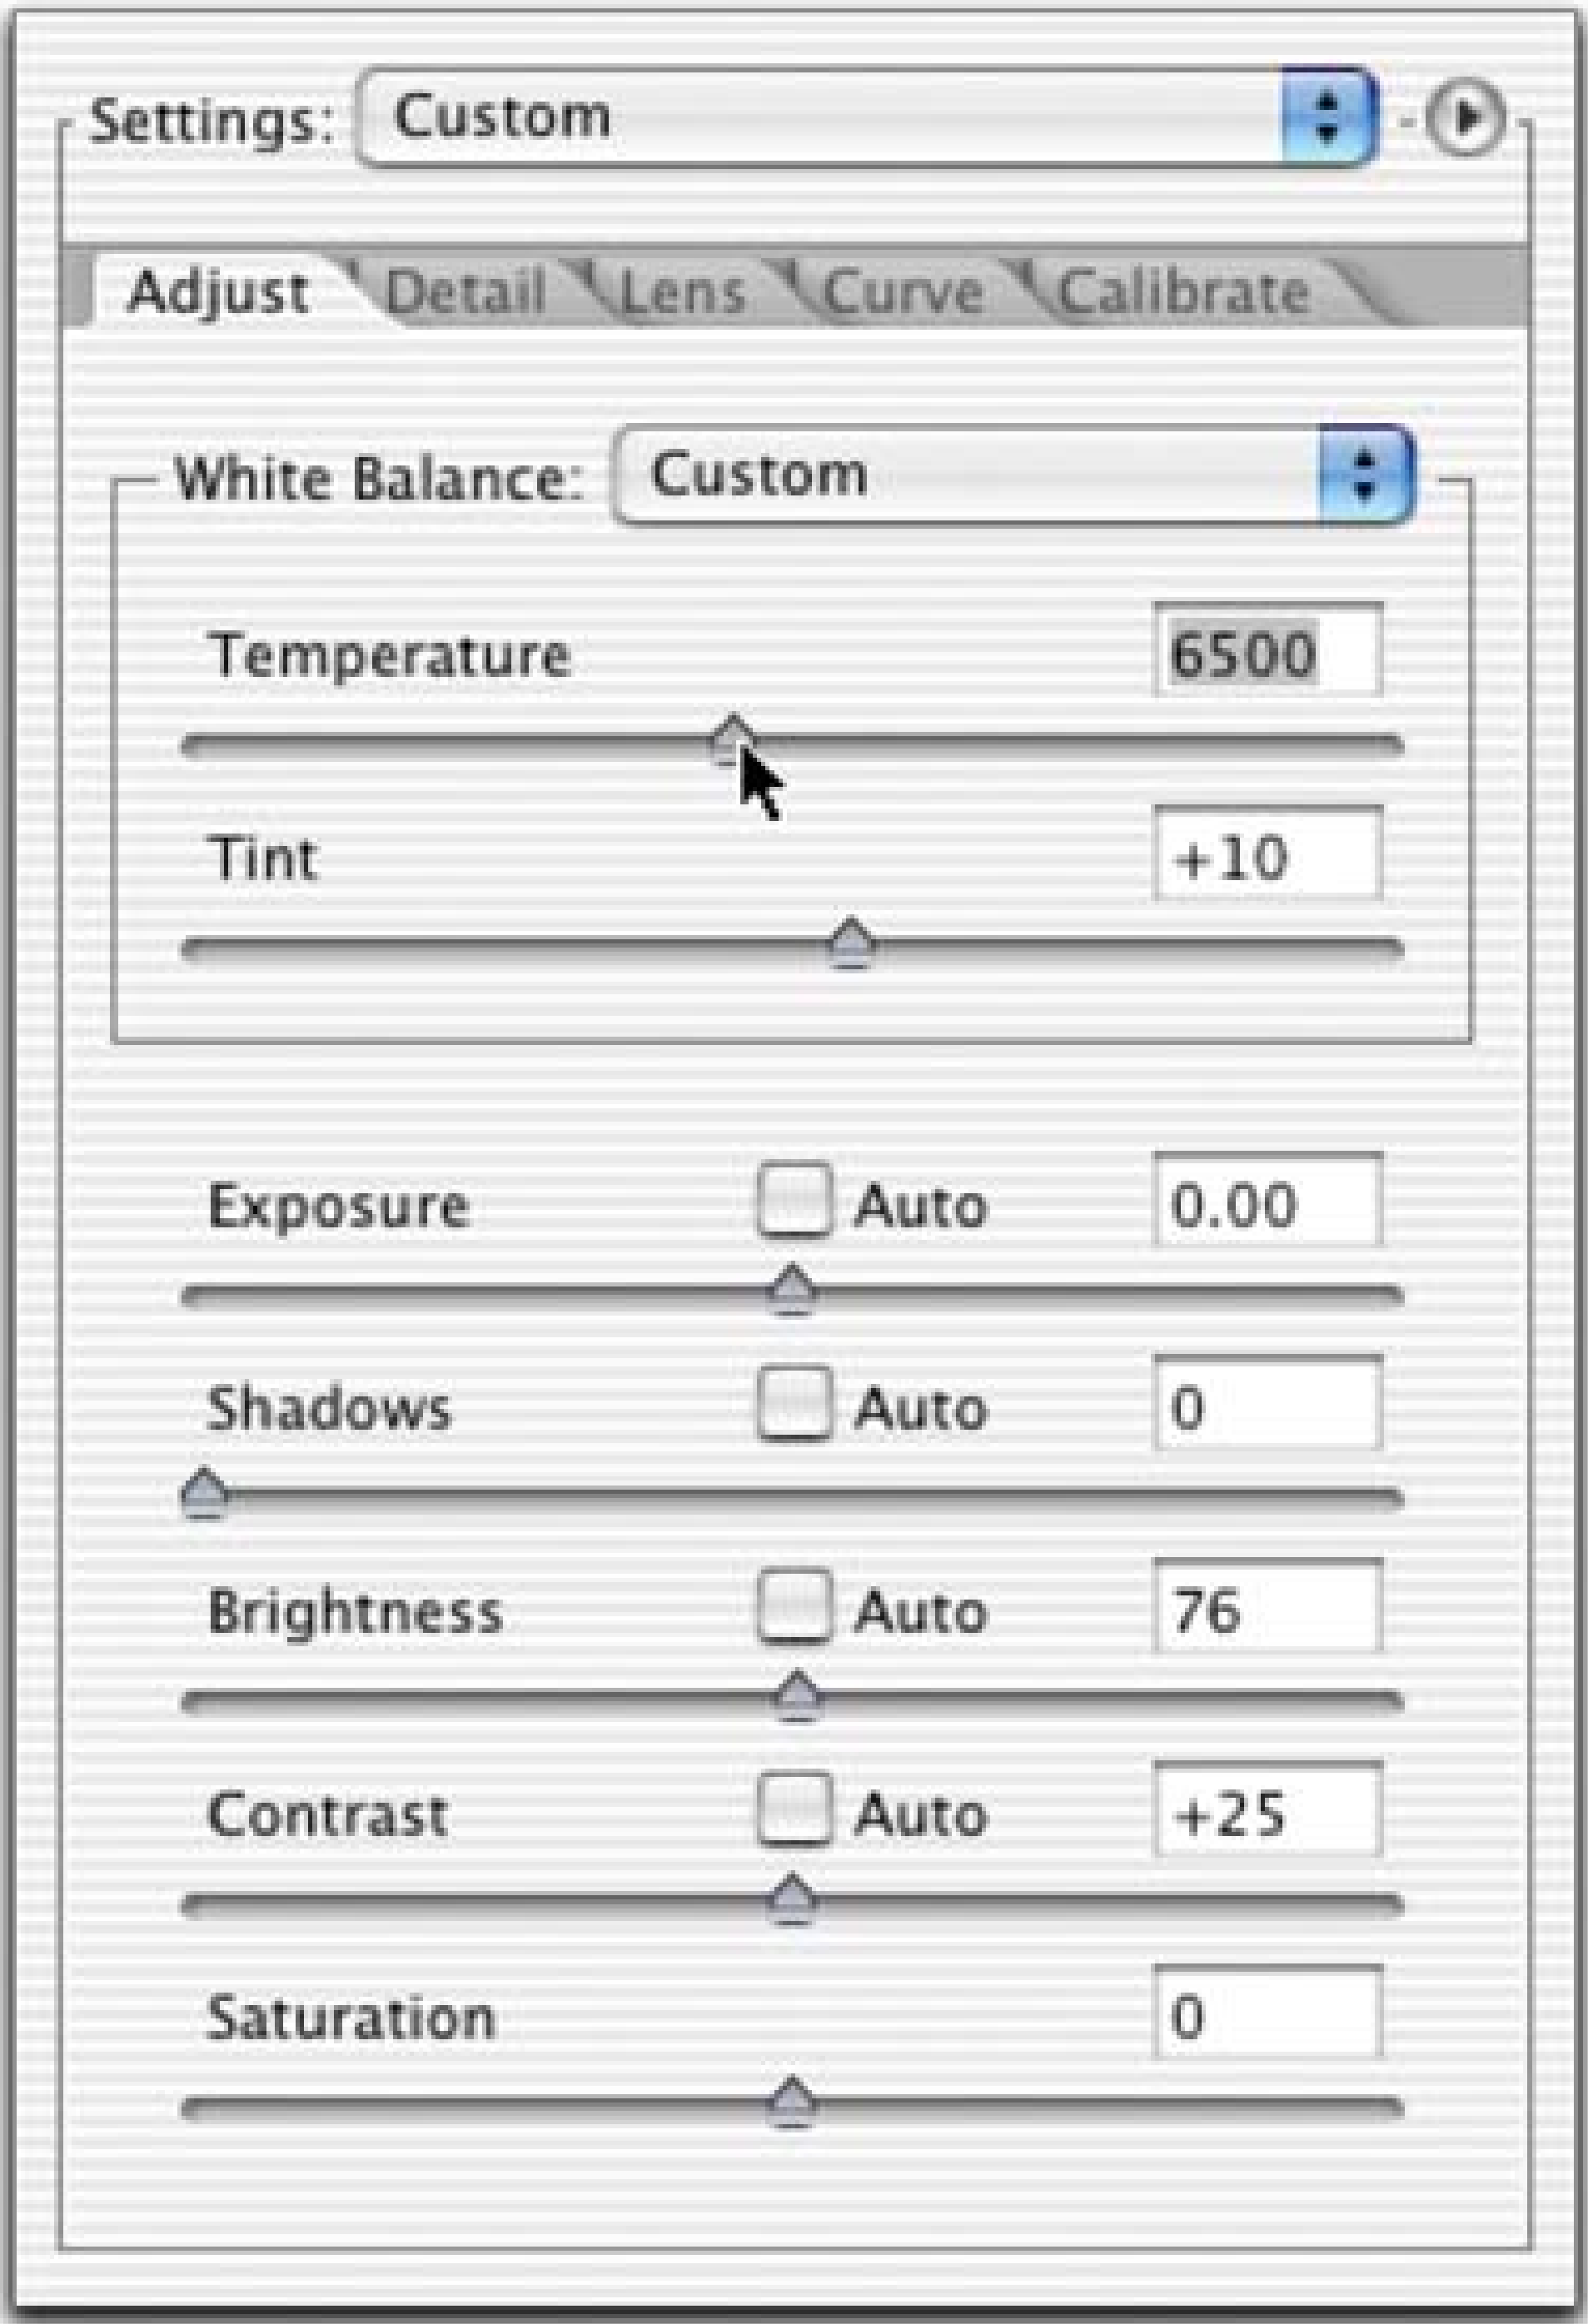 Settings: Custom
Adjust Detail Lens Curve Calibrate
White Balance: Custom
Temperature 6500
Tint +10
Exposure Auto 0.00
Shadows Auto 0
Brightness Auto 76
Contrast Auto +25
Saturation 0